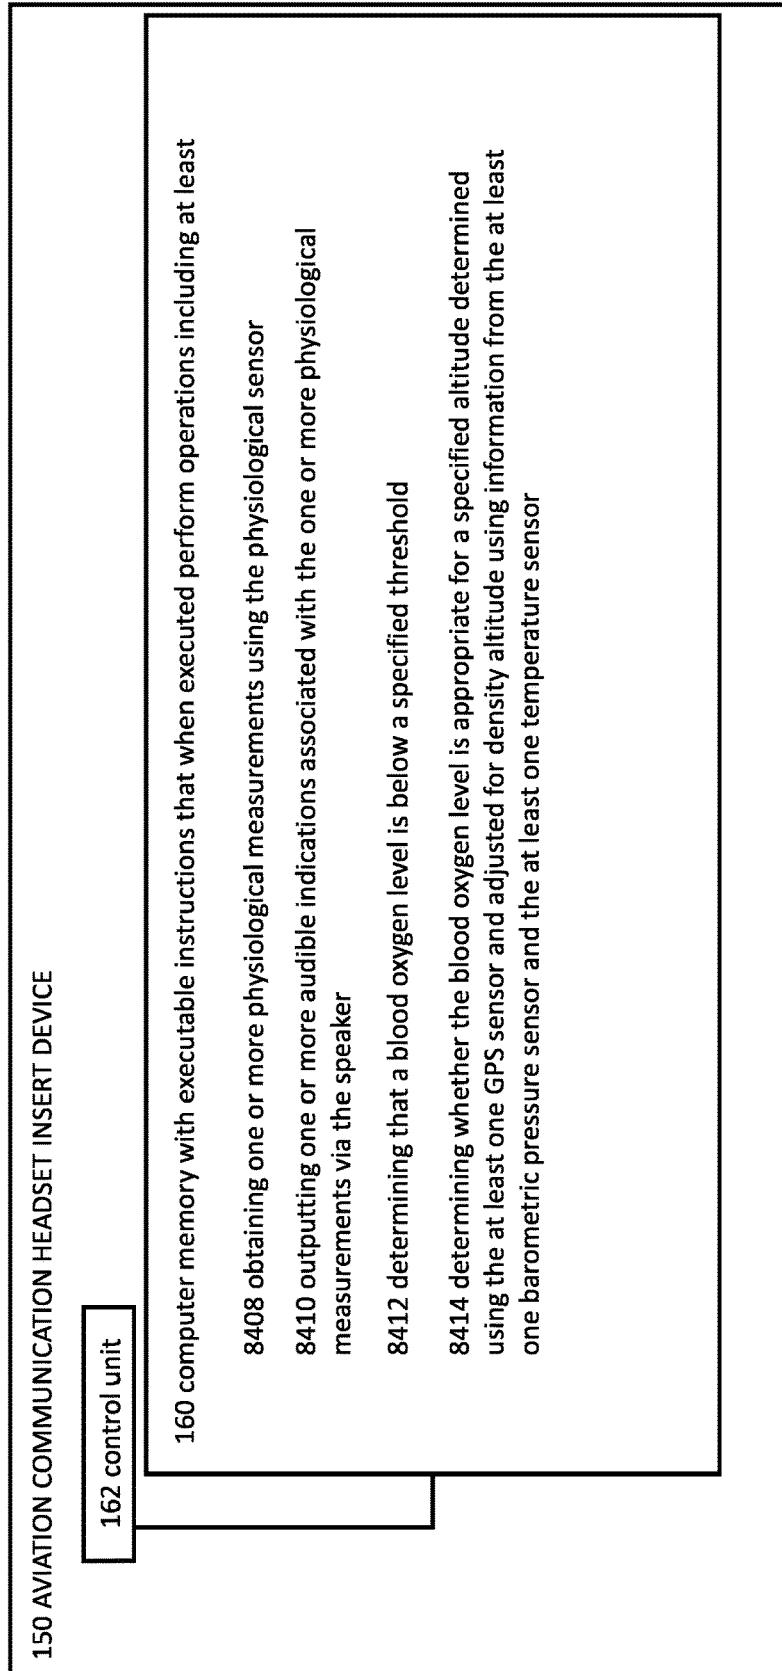 150 AVIATION COMMUNICATION HEADSET INSERT DEVICE
162 control unit
160 computer memory with executable instructions that when executed perform operations including at least
8408 obtaining one or more physiological measurements using the physiological sensor
8410 outputting one or more audible indications associated with the one or more physiological
measurements via the speaker
8412 determining that a blood oxygen level is below a specified threshold
8414 determining whether the blood oxygen level is appropriate for a specified altitude determined
using the at least one GPS sensor and adjusted for density altitude using information from the at least
one barometric pressure sensor and the at least one temperature sensor